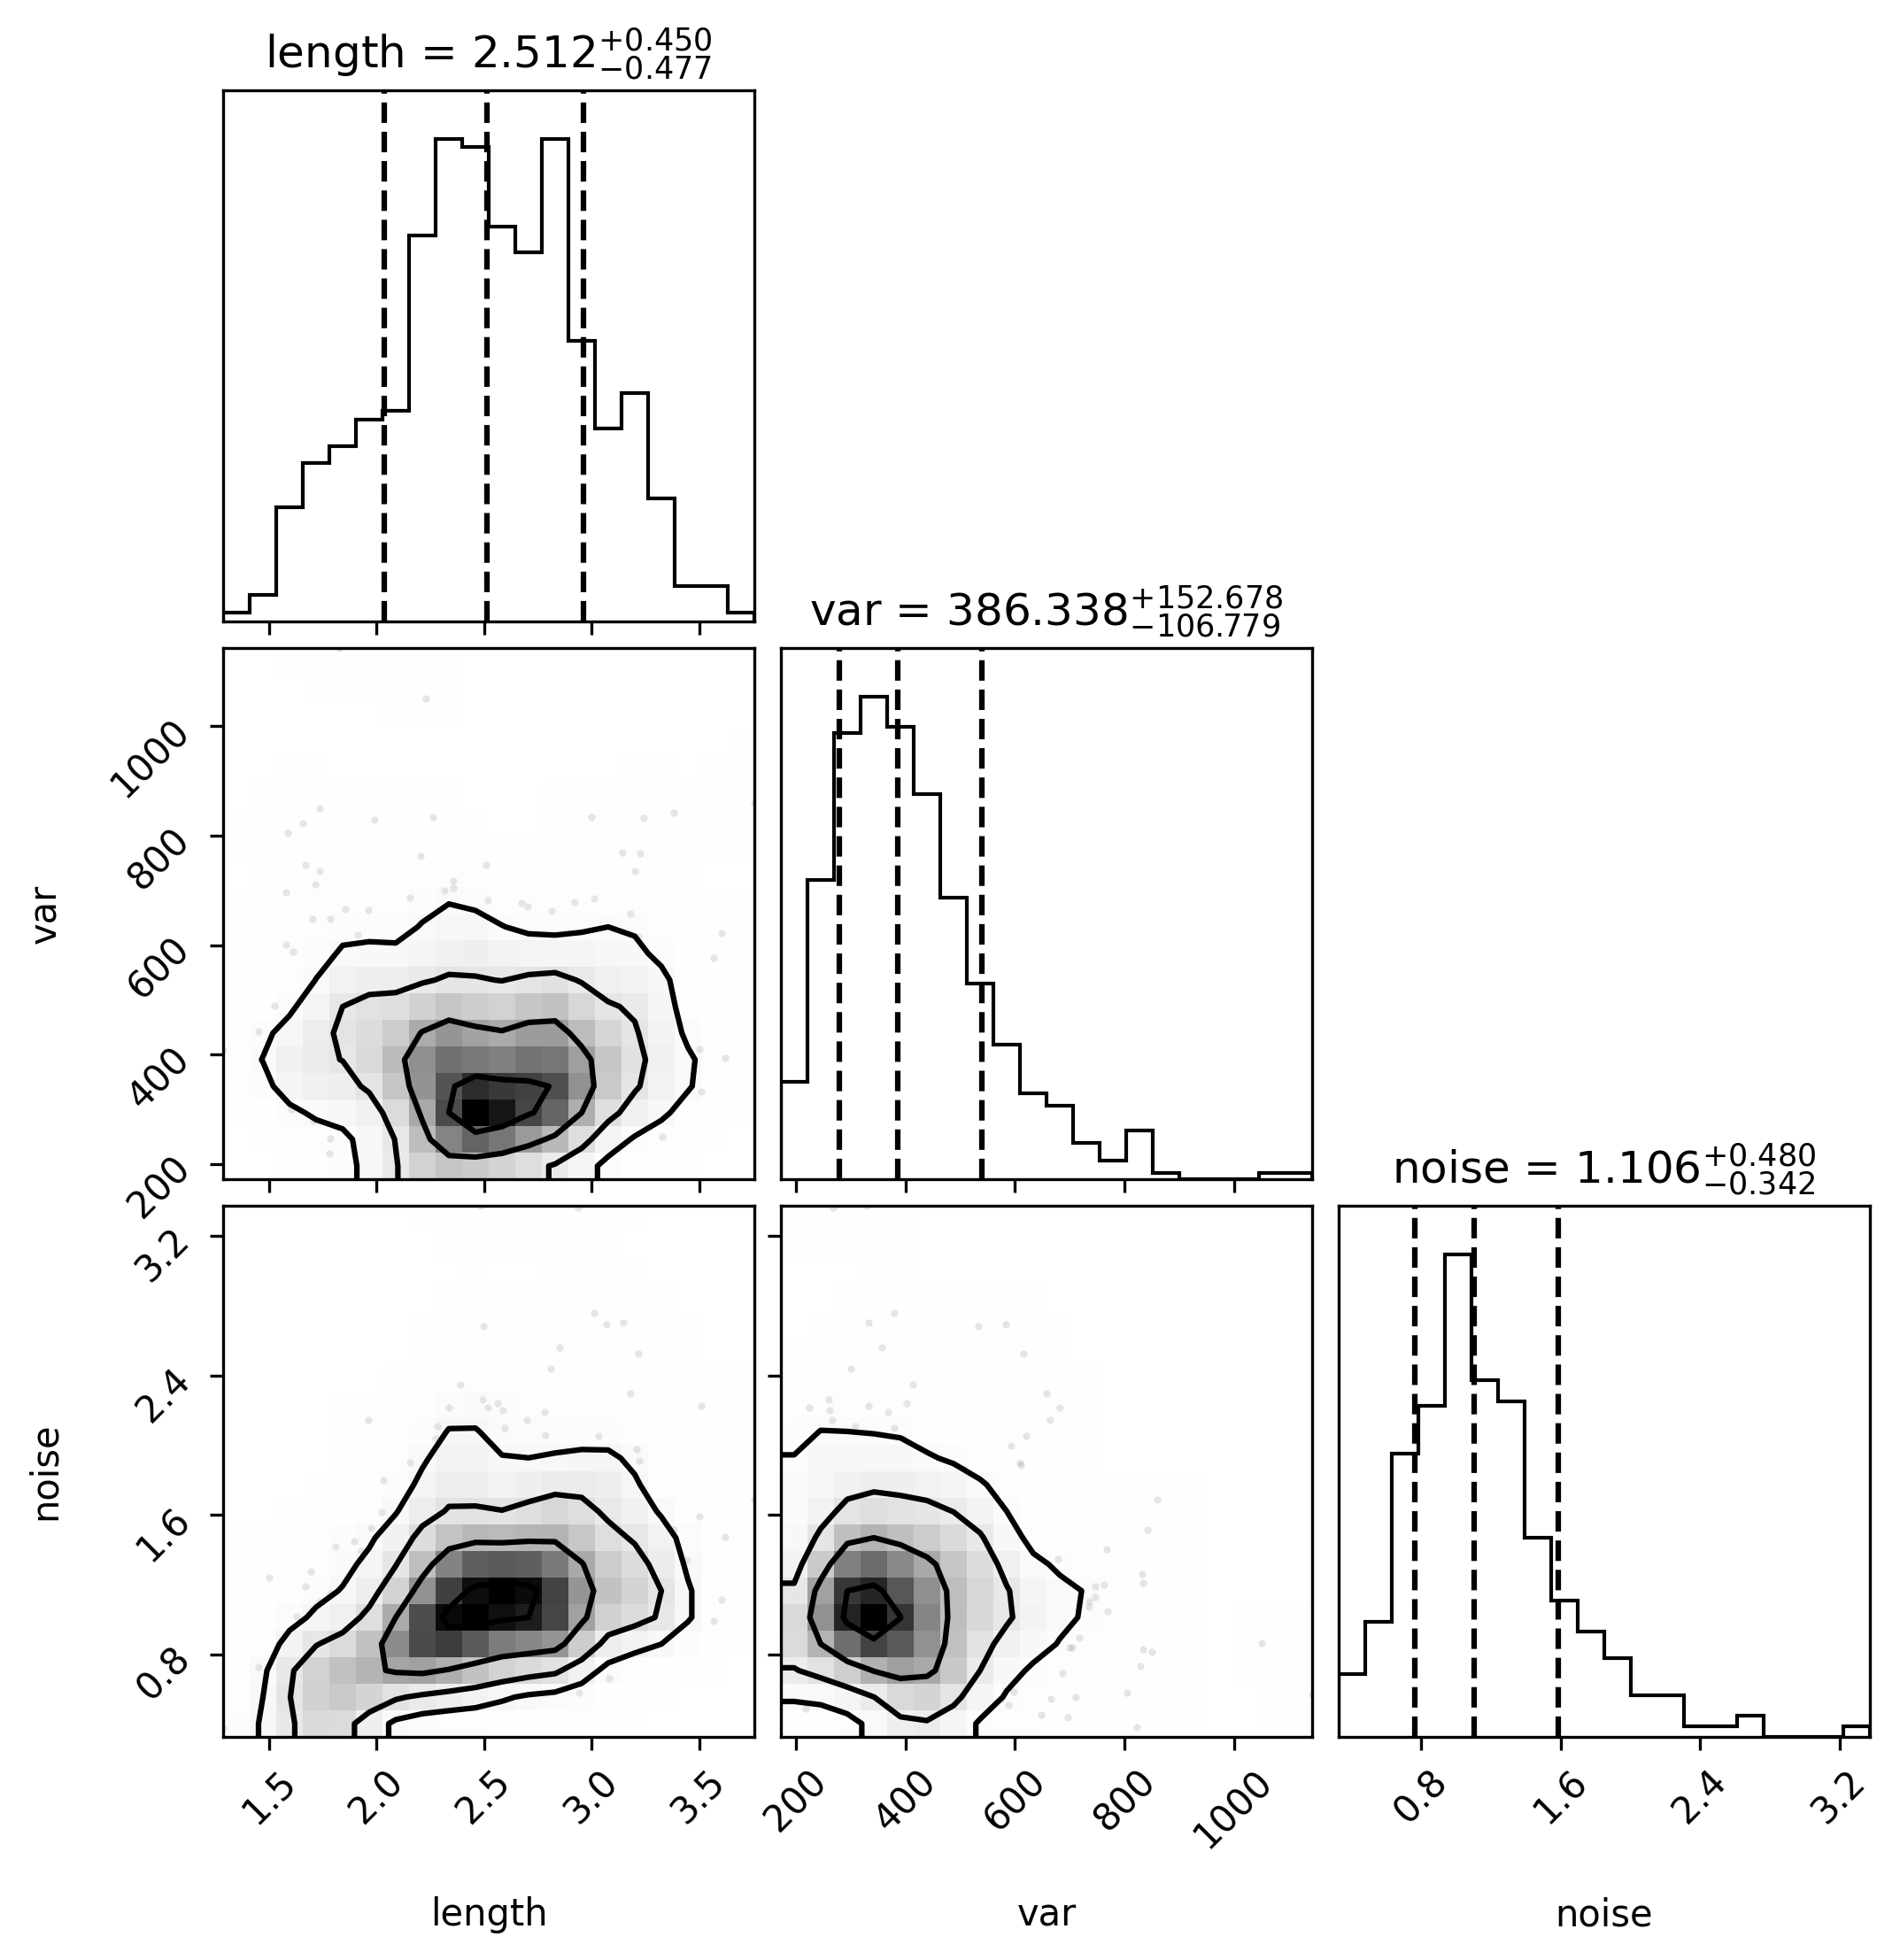 length = 2.512+0.450−0.477
var = 386.338+152.678−106.779
1000
800
600
400
200
var
noise = 1.106+0.480−0.342
3.2
2.4
1.6
0.8
noise
1.5 2.0 2.5 3.0 3.5 200 400 600 800 1000 0.8 1.6 2.4 3.2
length var noise